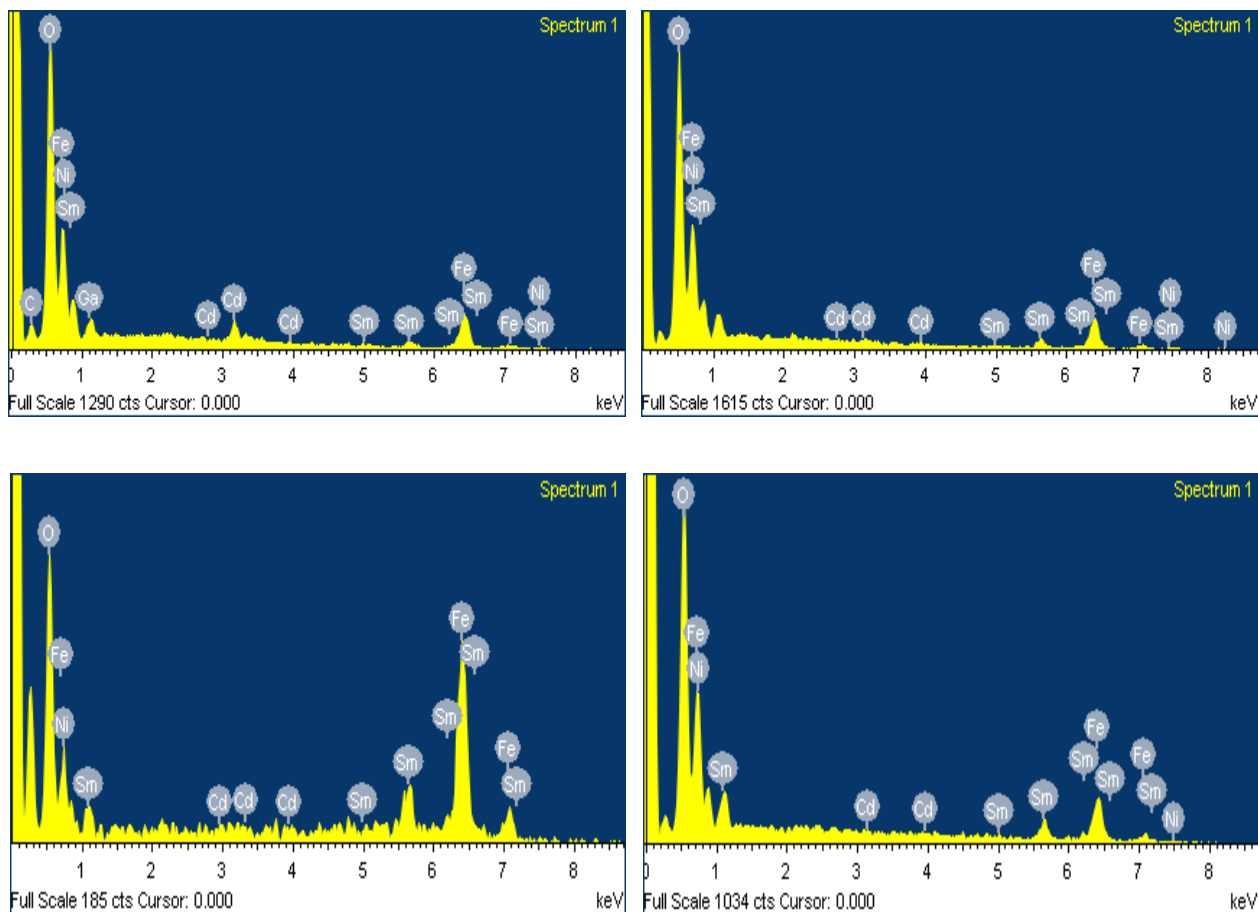 Spectrum 1
O
Fe
Ni
Sm
C
Ga
Cd
Cd
Cd
Sm
Sm
Sm
Fe
Sm
Fe
Ni
Sm
0 1 2 3 4 5 6 7 8
Full Scale 1290 cts Cursor: 0.000 keV
Spectrum 1
O
Fe
Ni
Sm
Cd
Cd
Cd
Sm
Sm
Sm
Fe
Sm
Fe
Ni
Sm
Ni
1 2 3 4 5 6 7 8
Full Scale 1615 cts Cursor: 0.000 keV
Spectrum 1
O
Fe
Ni
Sm
Cd
Cd
Cd
Sm
Sm
Sm
Fe
Sm
Fe
Sm
0 1 2 3 4 5 6 7 8
Full Scale 185 cts Cursor: 0.000 keV
Spectrum 1
O
Fe
Ni
Sm
Cd
Cd
Sm
Sm
Sm
Fe
Sm
Fe
Sm
Ni
0 1 2 3 4 5 6 7 8
Full Scale 1034 cts Cursor: 0.000 keV